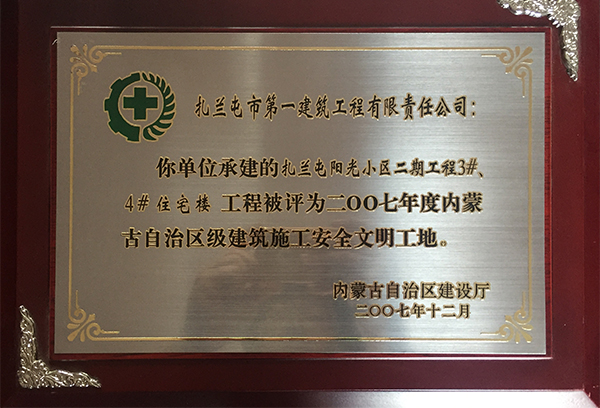 扎兰屯市第一建筑工程有限责任公司：
你单位承建的扎兰屯阳光小区二期工程3#、
4#住宅楼 工程被评为二〇〇七年度内蒙
古自治区级建筑施工安全文明工地。
内蒙古自治区建设厅
二〇〇七年十二月